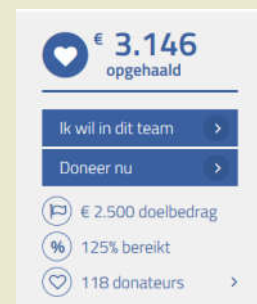 € 3.146
opgehaald
Ik wil in dit team >
Doneer nu >
€ 2.500 doelbedrag
% 125% bereikt
118 donateurs >